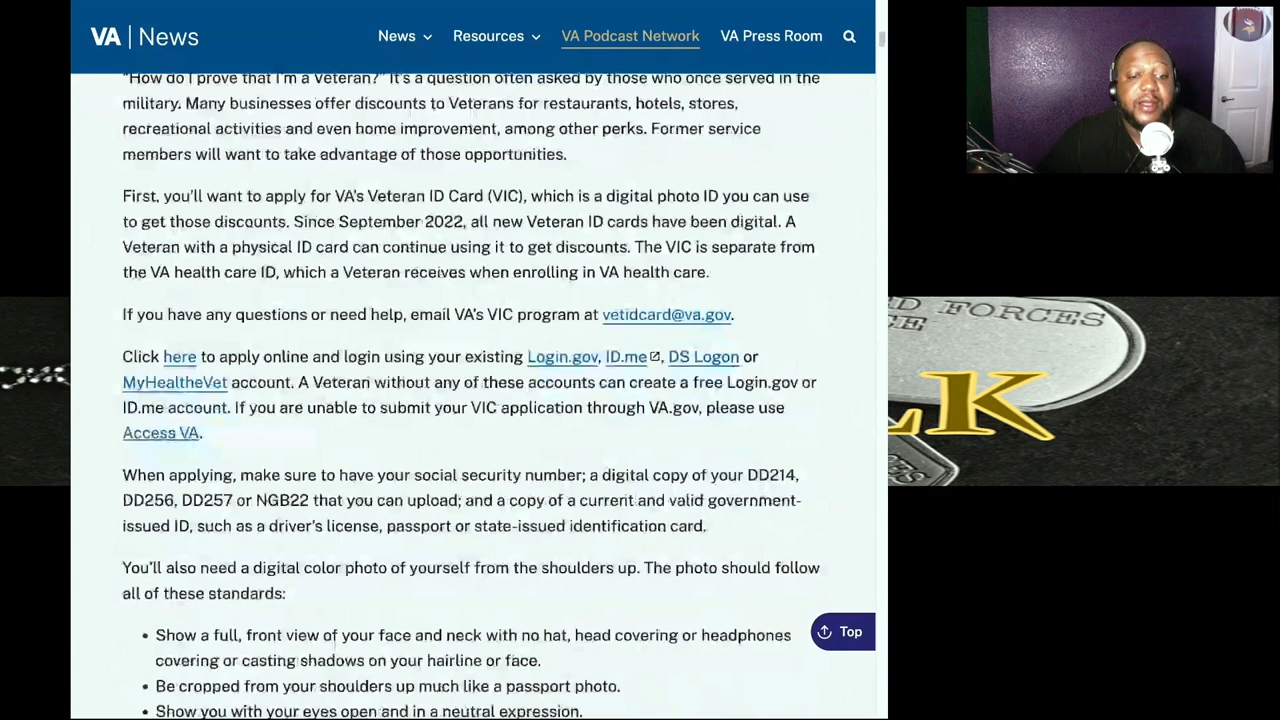 VA | News
News Resources VA Podcast Network VA Press Room
"How do I prove that I'm a Veteran?" It's a question often asked by those who once served in the
military. Many businesses offer discounts to Veterans for restaurants, hotels, stores,
recreational activities and even home improvement, among other perks. Former service
members will want to take advantage of those opportunities.
First, you'll want to apply for VA's Veteran ID Card (VIC), which is a digital photo ID you can use
to get those discounts. Since September 2022, all new Veteran ID cards have been digital. A
Veteran with a physical ID card can continue using it to get discounts. The VIC is separate from
the VA health care ID, which a Veteran receives when enrolling in VA health care.
If you have any questions or need help, email VA's VIC program at vetidcard@va.gov.
Click here to apply online and login using your existing Login.gov, ID.me, DS Logon or
MyHealtheVet account. A Veteran without any of these accounts can create a free Login.gov or
ID.me account. If you are unable to submit your VIC application through VA.gov, please use
Access VA.
When applying, make sure to have your social security number; a digital copy of your DD214,
DD256, DD257 or NGB22 that you can upload; and a copy of a current and valid government-
issued ID, such as a driver's license, passport or state-issued identification card.
You'll also need a digital color photo of yourself from the shoulders up. The photo should follow
all of these standards:
• Show a full, front view of your face and neck with no hat, head covering or headphones
covering or casting shadows on your hairline or face.
• Be cropped from your shoulders up much like a passport photo.
• Show you with your eyes open and in a neutral expression.
Top
FORCES
LK